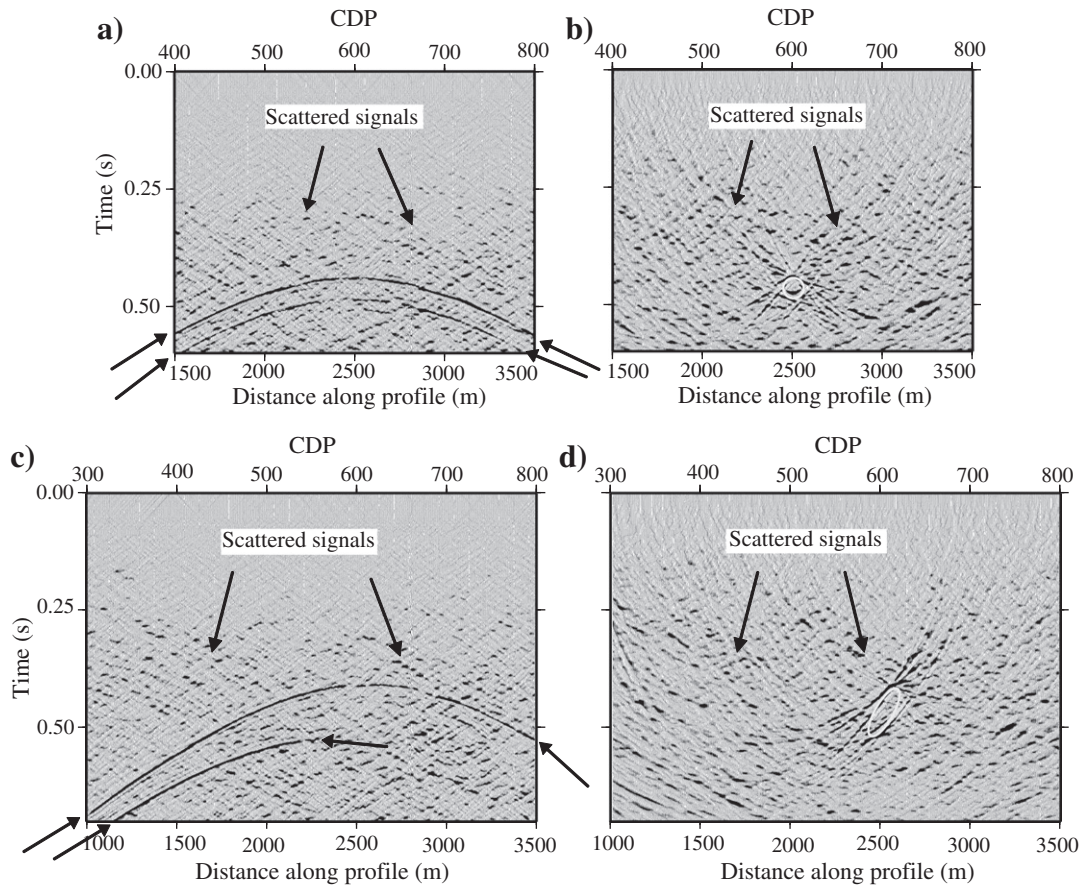 a)
CDP
400 500 600 700 800
0.00
0.25
0.50
Time (s)
Scattered signals
1500 2000 2500 3000 3500
Distance along profile (m)
b)
CDP
400 500 600 700 800
Scattered signals
1500 2000 2500 3000 3500
Distance along profile (m)
c)
CDP
300 400 500 600 700 800
0.00
0.25
0.50
Time (s)
Scattered signals
1000 1500 2000 2500 3000 3500
Distance along profile (m)
d)
CDP
300 400 500 600 700 800
Scattered signals
1000 1500 2000 2500 3000 3500
Distance along profile (m)